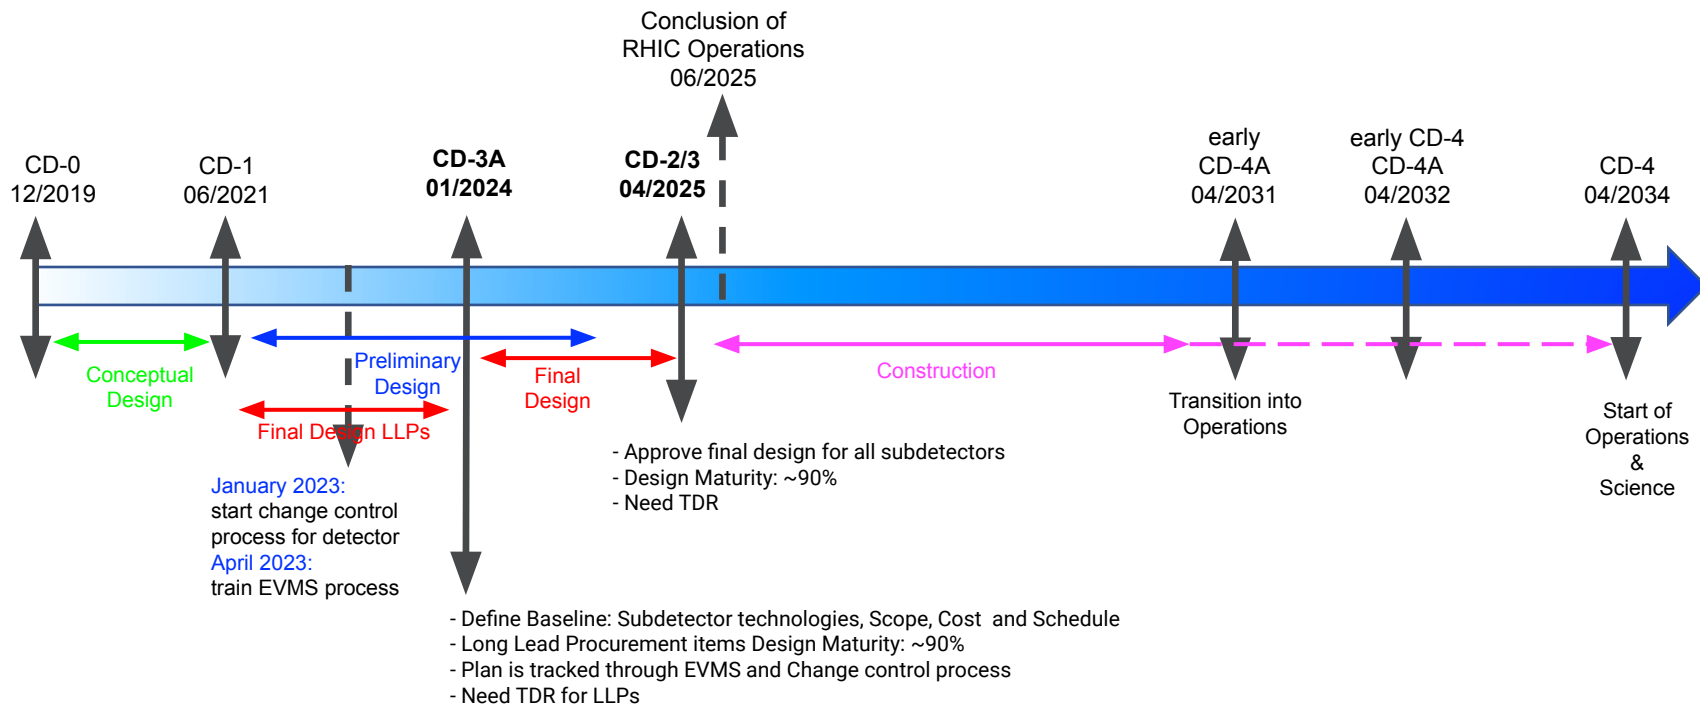 Conclusion of
RHIC Operations
06/2025
CD-0
12/2019
CD-1
06/2021
CD-3A
01/2024
CD-2/3
04/2025
early
CD-4A
04/2031
early CD-4
CD-4A
04/2032
CD-4
04/2034
Conceptual
Design
Preliminary
Design
Final
Design
Final Design LLPs
Construction
Transition into
Operations
Start of
Operations
&
Science
- Approve final design for all subdetectors
- Design Maturity: ~90%
- Need TDR
January 2023:
start change control
process for detector
April 2023:
train EVMS process
- Define Baseline: Subdetector technologies, Scope, Cost  and Schedule
- Long Lead Procurement items Design Maturity: ~90%
- Plan is tracked through EVMS and Change control process
- Need TDR for LLPs